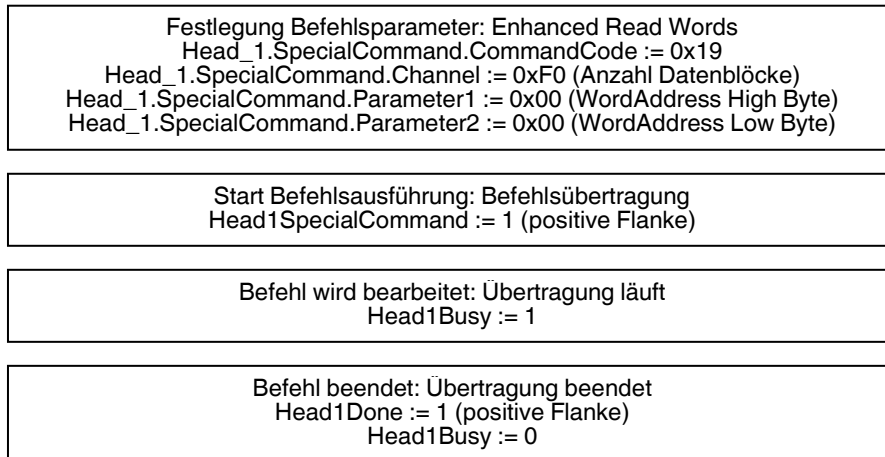 Festlegung Befehlsparameter: Enhanced Read Words
Head_1.SpecialCommand.CommandCode := 0x19
Head_1.SpecialCommand.Channel := 0xF0 (Anzahl Datenblöcke)
Head_1.SpecialCommand.Parameter1 := 0x00 (WordAddress High Byte)
Head_1.SpecialCommand.Parameter2 := 0x00 (WordAddress Low Byte)
Start Befehlsausführung: Befehlsübertragung
Head1SpecialCommand := 1 (positive Flanke)
Befehl wird bearbeitet: Übertragung läuft
Head1Busy := 1
Befehl beendet: Übertragung beendet
Head1Done := 1 (positive Flanke)
Head1Busy := 0